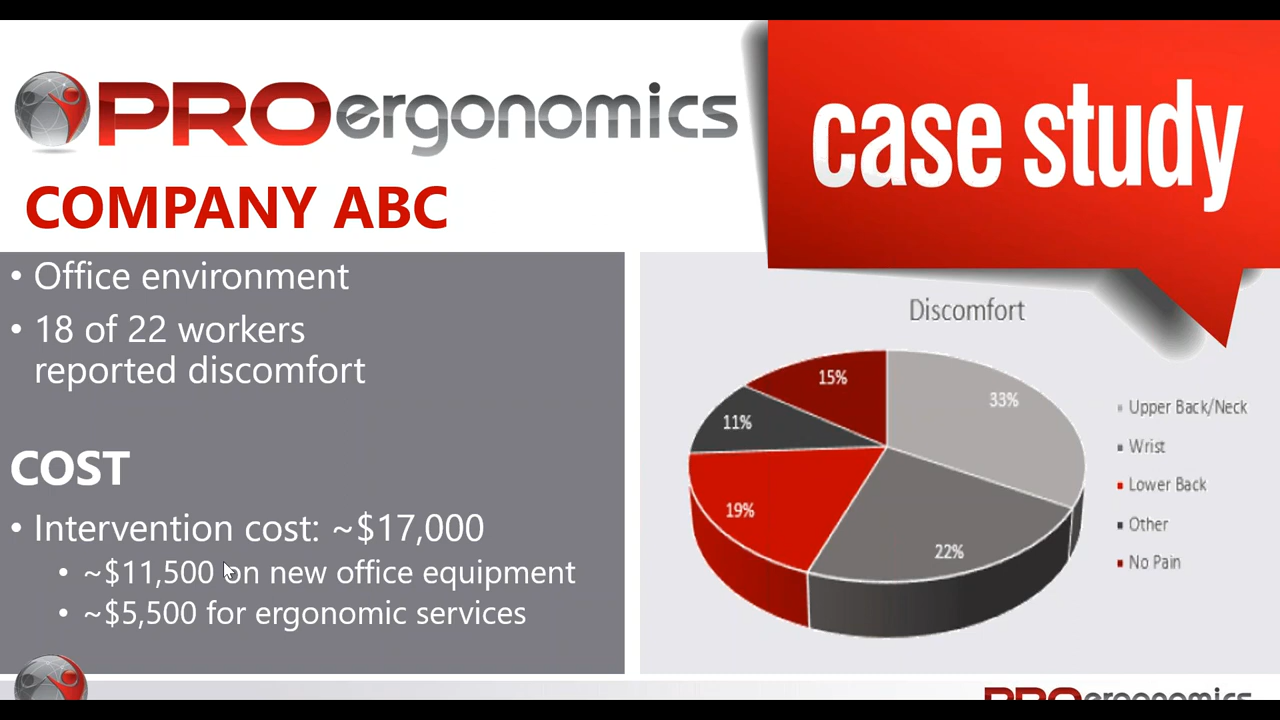 PROergonomics
case study
COMPANY ABC
• Office environment
• 18 of 22 workers
reported discomfort
COST
• Intervention cost: ~$17,000
• ~$11,500 on new office equipment
• ~$5,500 for ergonomic services
Discomfort
15%
33%
11%
19%
22%
Upper Back/Neck
Wrist
Lower Back
Other
No Pain
PROergonomics